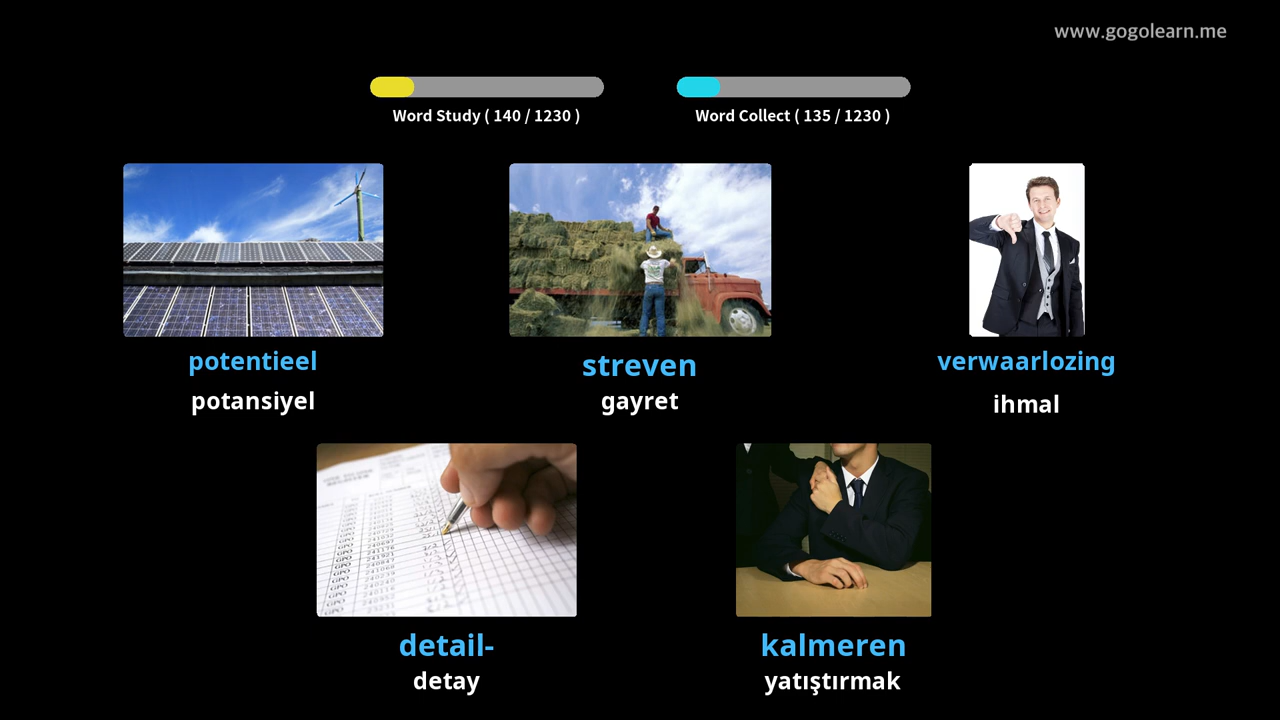 www.gogolearn.me
Word Study ( 140 / 1230 )
Word Collect ( 135 / 1230 )
potentieel
potansiyel
streven
gayret
verwaarlozing
ihmal
detail-
detay
kalmeren
yatıştırmak